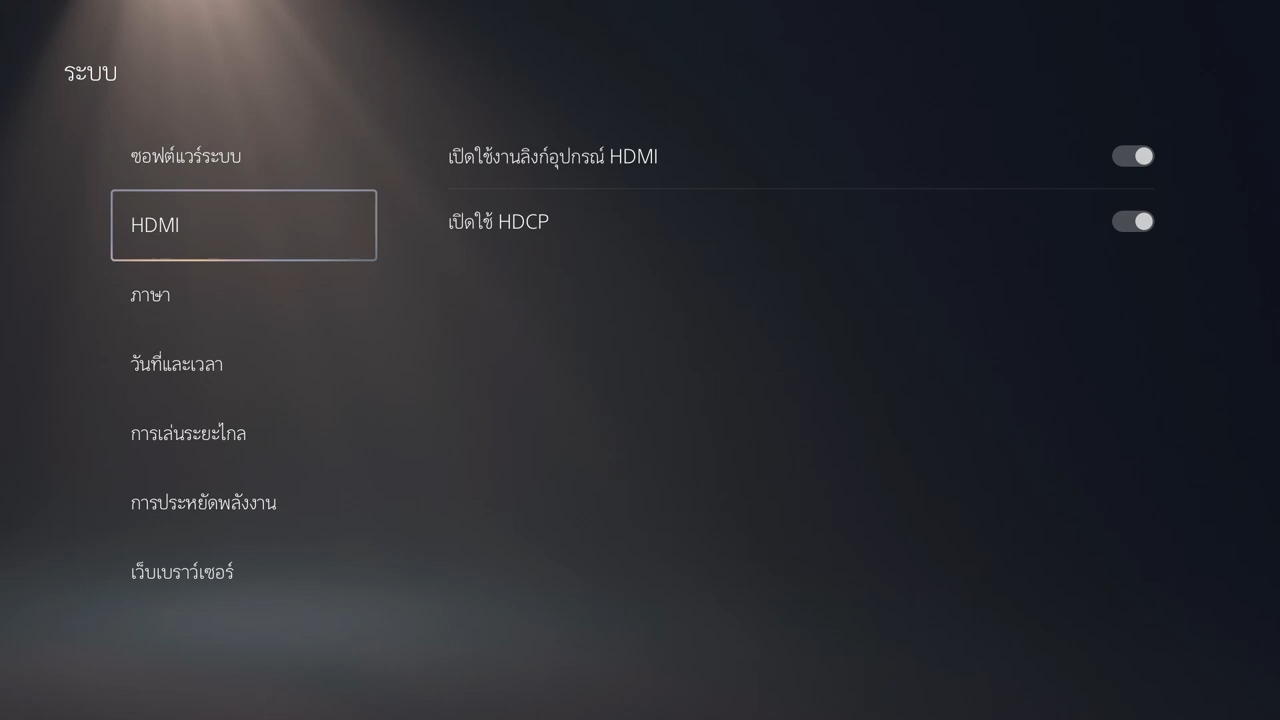 ระบบ
ซอฟต์แวร์ระบบ
HDMI
ภาษา
วันที่และเวลา
การเล่นระยะไกล
การประหยัดพลังงาน
เว็บเบราว์เซอร์
เปิดใช้งานลิงก์อุปกรณ์ HDMI
เปิดใช้ HDCP